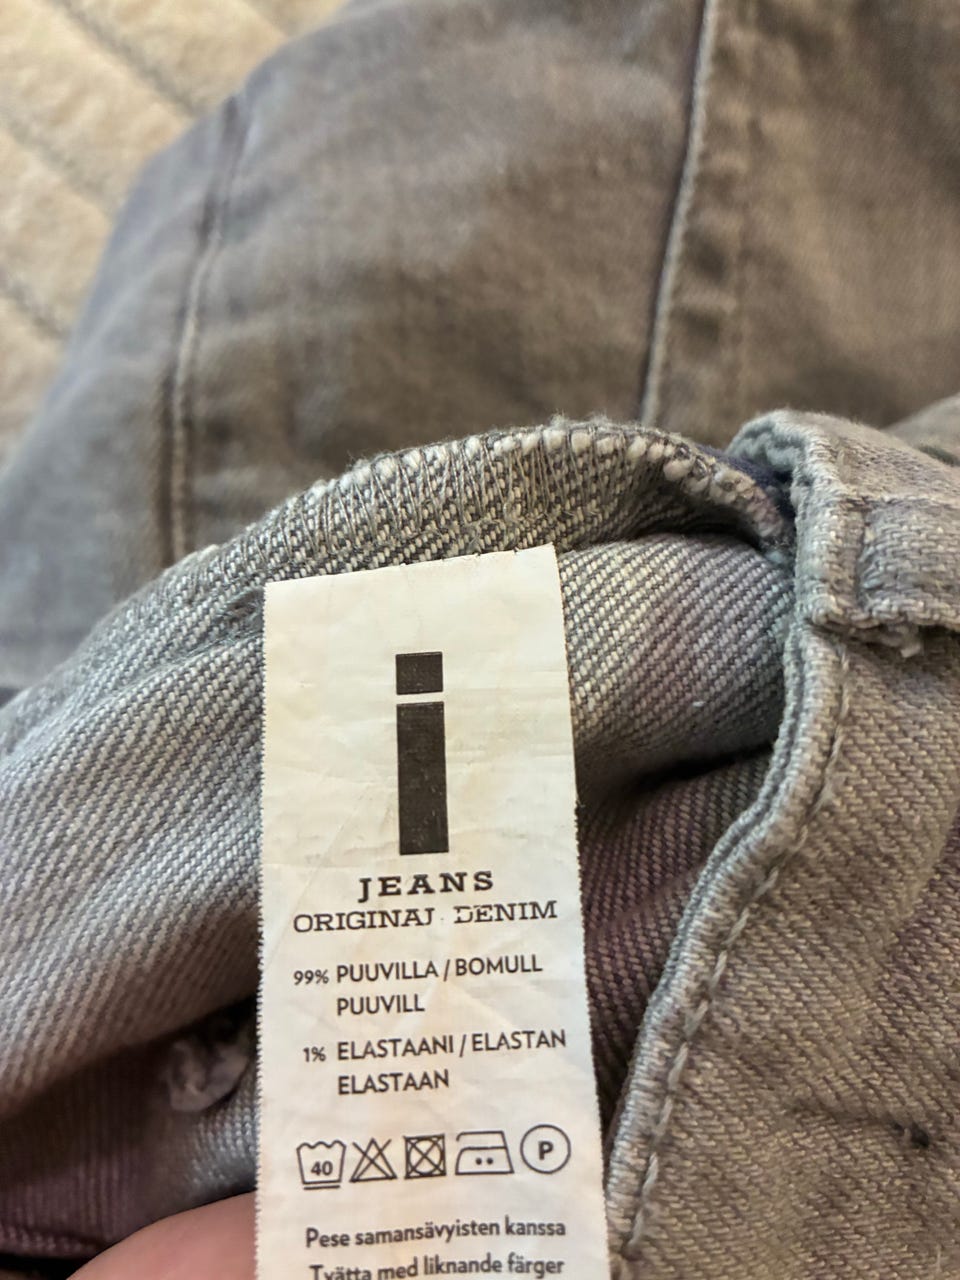 i
JEANS
ORIGINAL DENIM
99% PUUVILLA / BOMULL
PUUVILL
1% ELASTAANI / ELASTAN
ELASTAAN
40 P
Pese samansävyisten kanssa
Tvätta med liknande färger